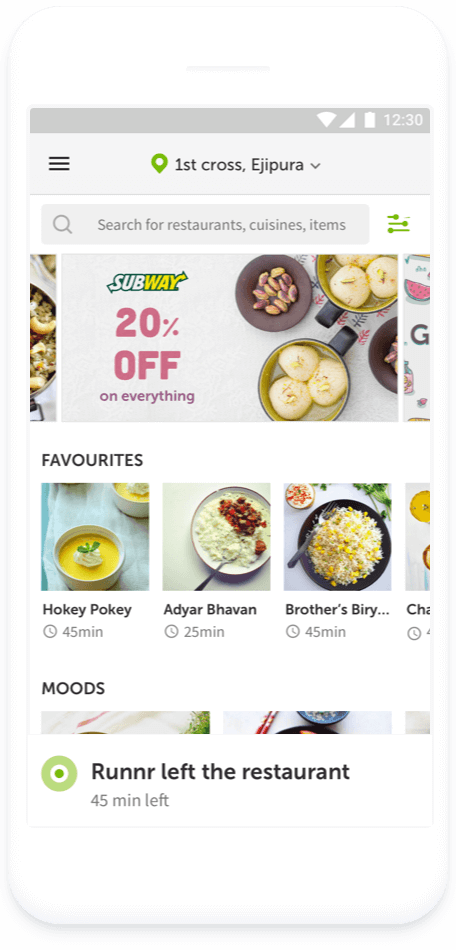 12:30
1st cross, Ejipura
Search for restaurants, cuisines, items
SUBWAY
20%
OFF
on everything
G
FAVOURITES
Hokey Pokey
Adyar Bhavan
Brother's Biry...
Cha
45min
25min
45min
4
MOODS
Runnr left the restaurant
45 min left